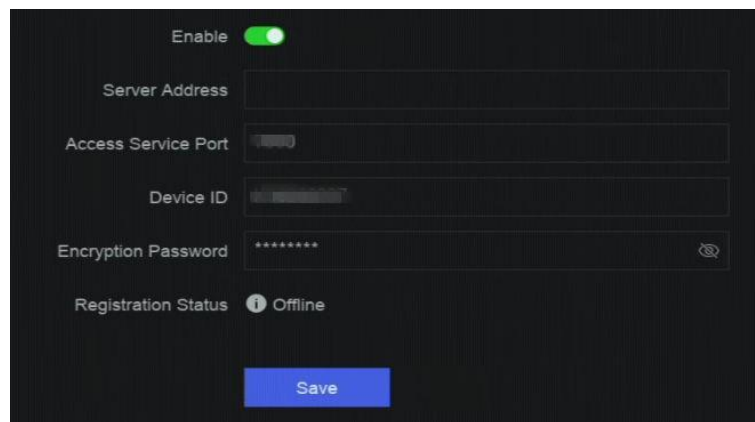 Enable
Server Address
Access Service Port
Device ID
Encryption Password ********
Registration Status Offline
Save